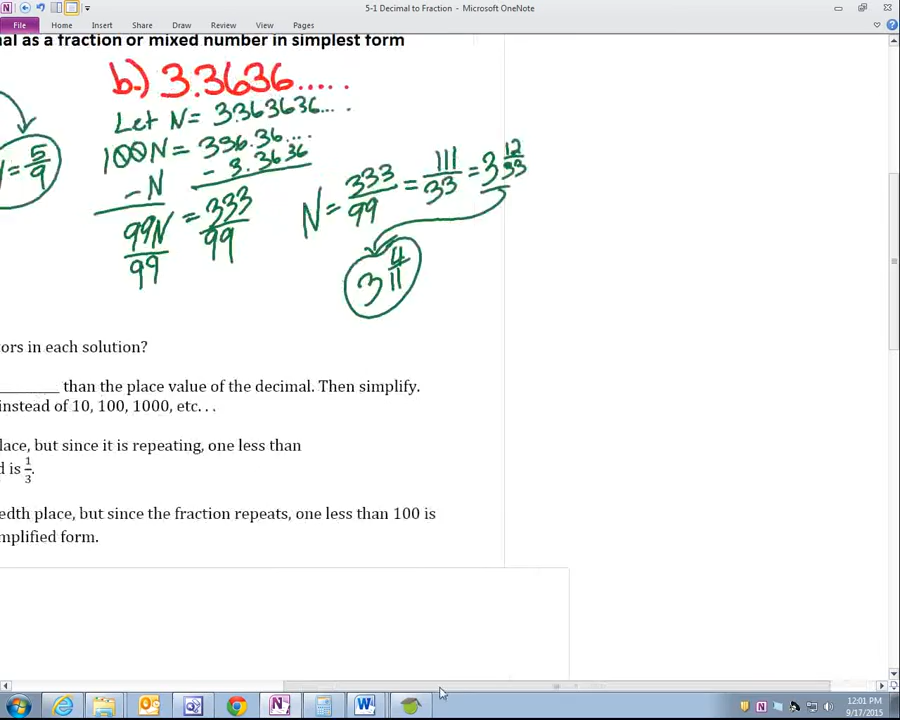 5-1 Decimal to Fraction - Microsoft OneNote
File Home Insert Share Draw Review View Pages
nal as a fraction or mixed number in simplest form
b.) 3.3636.....
Let N = 3.363636... .
100N = 336.36....
- N - 3.3636
99N/99 = 333/99
N = 333/99 = 111/33 = 3 12/33
3 4/11
= 5/9
tors in each solution?
________ than the place value of the decimal. Then simplify.
instead of 10, 100, 1000, etc. . .
lace, but since it is repeating, one less than
d is 1/3.
edth place, but since the fraction repeats, one less than 100 is
mplified form.
12:01 PM
9/17/2015